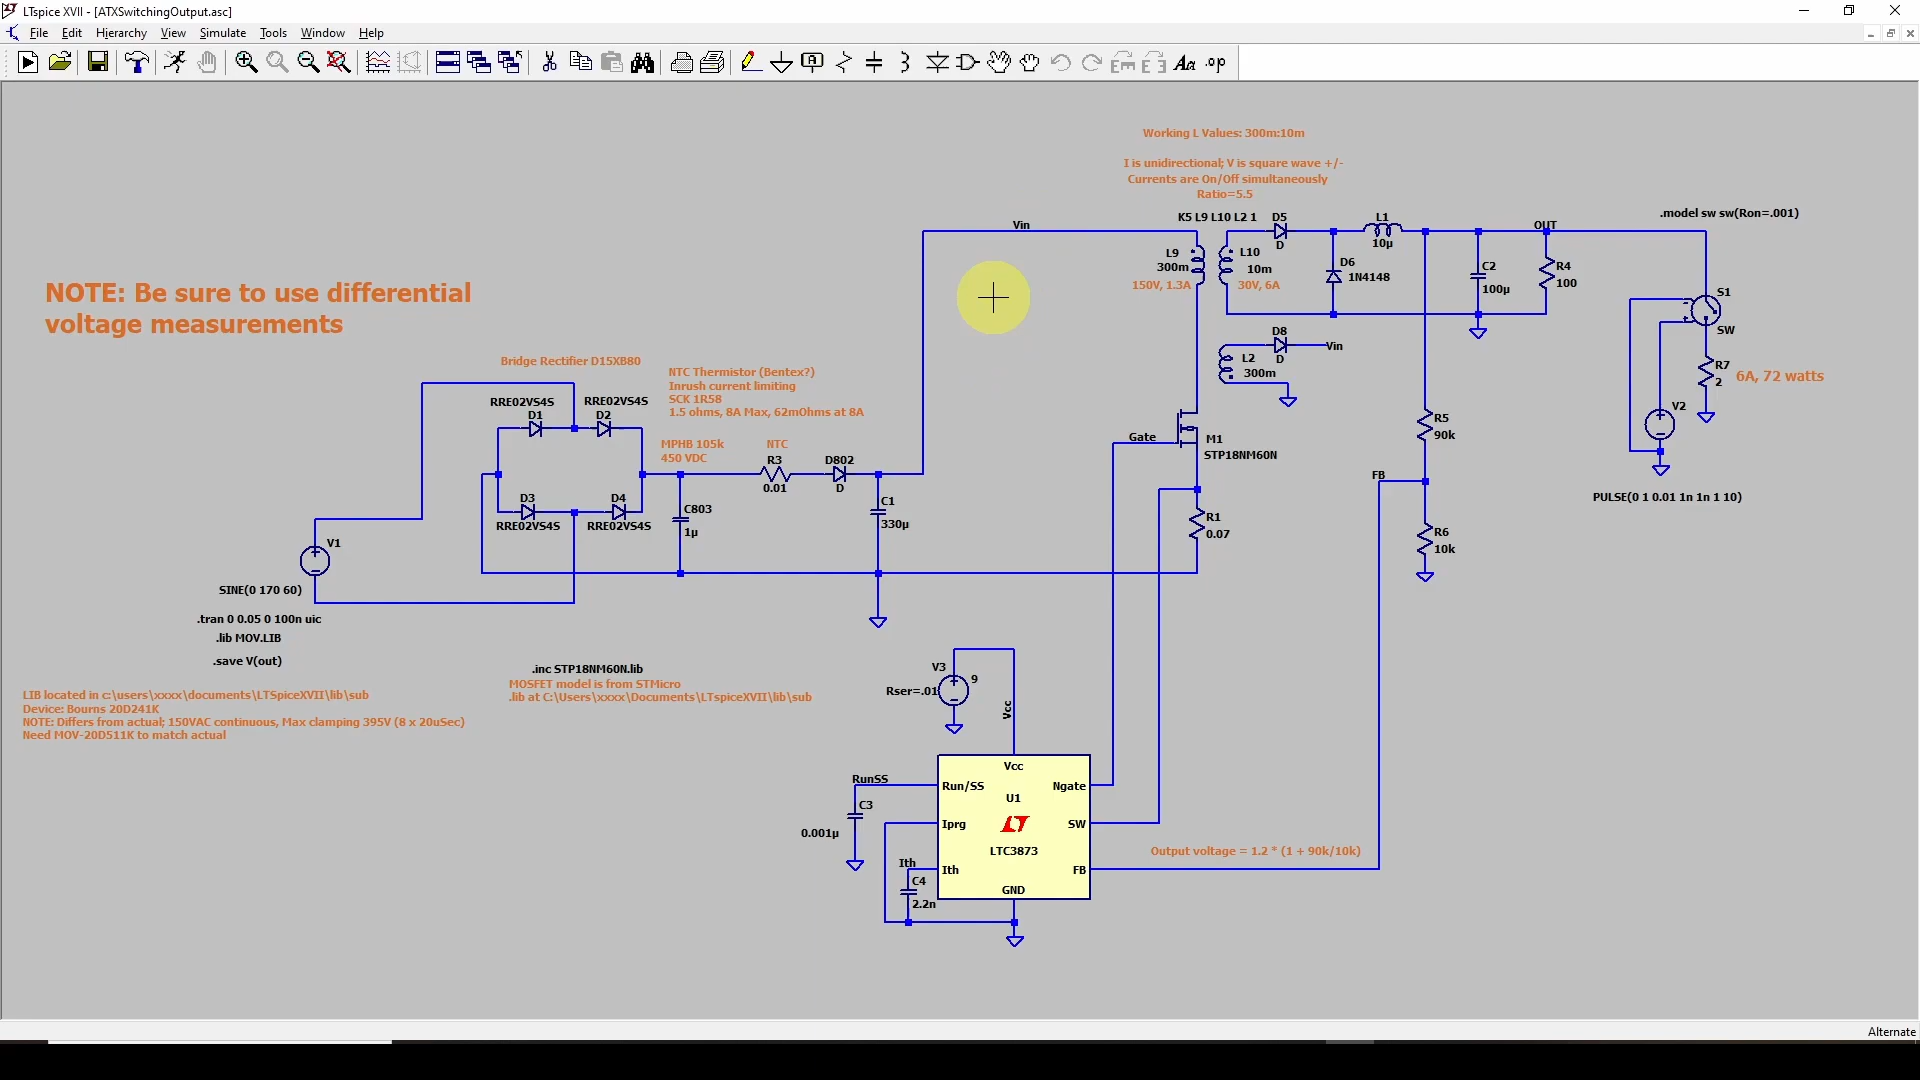 LTspice XVII - [ATXSwitchingOutput.asc]
File Edit Hierarchy View Simulate Tools Window Help
Working L Values: 300m:10m
I is unidirectional; V is square wave +/-
Currents are On/Off simultaneously
Ratio=5.5
K5 L9 L10 L2 1
D5
D
L1
10µ
OUT
.model sw sw(Ron=.001)
Vin
L9
300m
150V, 1.3A
L10
10m
30V, 6A
D6
1N4148
C2
100µ
R4
100
S1
SW
R7
2
6A, 72 watts
V2
PULSE(0 1 0.01 1n 1n 1 10)
D8
D
Vin
L2
300m
NOTE: Be sure to use differential
voltage measurements
Bridge Rectifier D15XB80
NTC Thermistor (Bentex?)
Inrush current limiting
SCK 1R58
1.5 ohms, 8A Max, 62mOhms at 8A
RRE02VS4S
D1
RRE02VS4S
D2
MPHB 105k
450 VDC
NTC
R3
0.01
D802
D
D3
RRE02VS4S
D4
RRE02VS4S
C803
1µ
C1
330µ
Gate
M1
STP18NM60N
R1
0.07
R5
90k
FB
R6
10k
V1
SINE(0 170 60)
.tran 0 0.05 0 100n uic
.lib MOV.LIB
.save V(out)
LIB located in c:\users\xxxx\documents\LTSpiceXVII\lib\sub
Device: Bourns 20D241K
NOTE: Differs from actual; 150VAC continuous, Max clamping 395V (8 x 20uSec)
Need MOV-20D511K to match actual
.inc STP18NM60N.lib
MOSFET model is from STMicro
.lib at C:\Users\xxxx\Documents\LTspiceXVII\lib\sub
V3
9
Rser=.01
Vcc
Vcc
Run/SS
Ngate
U1
Iprg
SW
LTC3873
Ith
FB
GND
RunSS
C3
0.001µ
Ith
C4
2.2n
Output voltage = 1.2 * (1 + 90k/10k)
Alternate